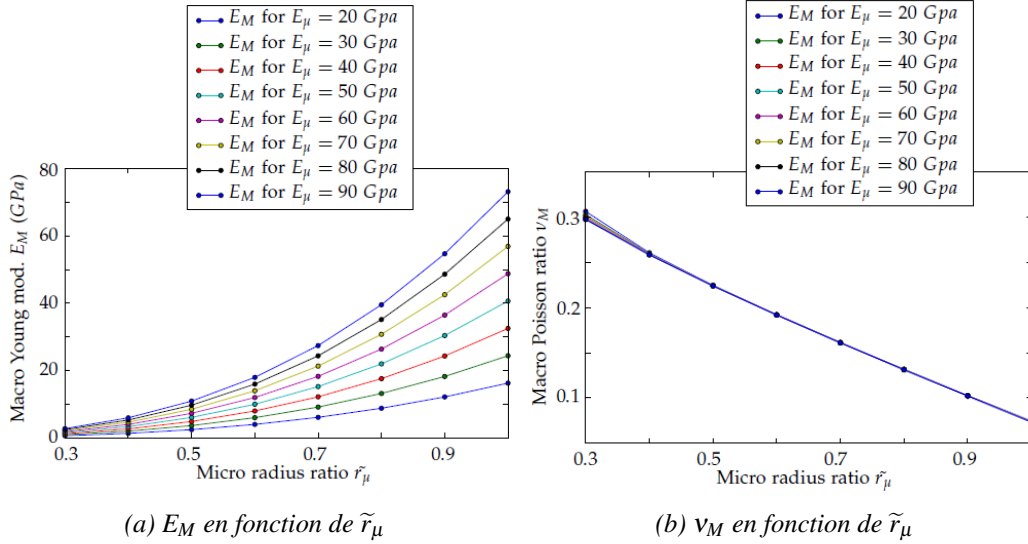 E_M for E_μ = 20 Gpa
E_M for E_μ = 30 Gpa
E_M for E_μ = 40 Gpa
E_M for E_μ = 50 Gpa
E_M for E_μ = 60 Gpa
E_M for E_μ = 70 Gpa
E_M for E_μ = 80 Gpa
E_M for E_μ = 90 Gpa
Macro Young mod. E_M (GPa)
80
60
40
20
0
0.3 0.5 0.7 0.9
Micro radius ratio r̃_μ
(a) E_M en fonction de r̃_μ
E_M for E_μ = 20 Gpa
E_M for E_μ = 30 Gpa
E_M for E_μ = 40 Gpa
E_M for E_μ = 50 Gpa
E_M for E_μ = 60 Gpa
E_M for E_μ = 70 Gpa
E_M for E_μ = 80 Gpa
E_M for E_μ = 90 Gpa
Macro Poisson ratio ν_M
0.3
0.2
0.1
0.3 0.5 0.7 0.9
Micro radius ratio r̃_μ
(b) ν_M en fonction de r̃_μ